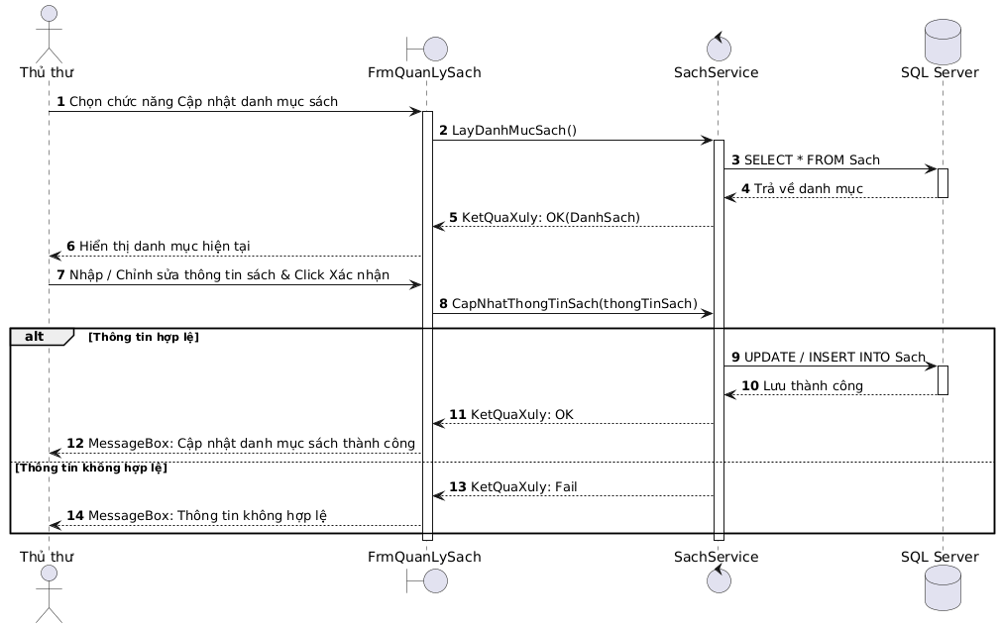 Thủ thư FrmQuanLySach SachService SQL Server
1 Chọn chức năng Cập nhật danh mục sách
2 LayDanhMucSach()
3 SELECT * FROM Sach
4 Trả về danh mục
5 KetQuaXuly: OK(DanhSach)
6 Hiển thị danh mục hiện tại
7 Nhập / Chỉnh sửa thông tin sách & Click Xác nhận
8 CapNhatThongTinSach(thongTinSach)
alt [Thông tin hợp lệ]
9 UPDATE / INSERT INTO Sach
10 Lưu thành công
11 KetQuaXuly: OK
12 MessageBox: Cập nhật danh mục sách thành công
[Thông tin không hợp lệ]
13 KetQuaXuly: Fail
14 MessageBox: Thông tin không hợp lệ
Thủ thư FrmQuanLySach SachService SQL Server